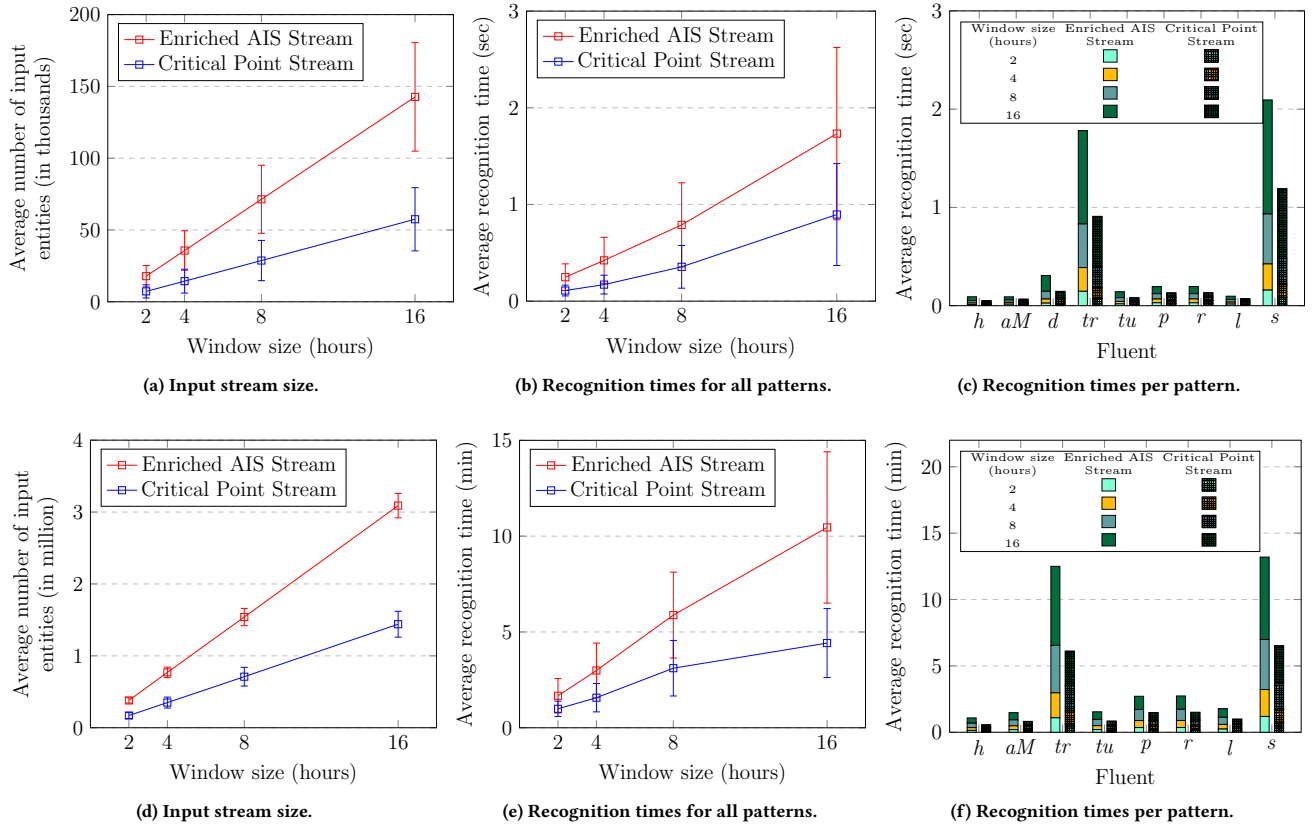 Average number of input
entities (in thousands)
200
150
100
50
0
Enriched AIS Stream
Critical Point Stream
2 4 8 16
Window size (hours)
(a) Input stream size.
Average recognition time (sec)
3
2
1
0
Enriched AIS Stream
Critical Point Stream
2 4 8 16
Window size (hours)
(b) Recognition times for all patterns.
Average recognition time (sec)
3
2
1
0
Window size Enriched AIS Critical Point
(hours) Stream Stream
2
4
8
16
h aM d tr tu p r l s
Fluent
(c) Recognition times per pattern.
Average number of input
entities (in million)
4
3
2
1
0
Enriched AIS Stream
Critical Point Stream
2 4 8 16
Window size (hours)
(d) Input stream size.
Average recognition time (min)
15
10
5
0
Enriched AIS Stream
Critical Point Stream
2 4 8 16
Window size (hours)
(e) Recognition times for all patterns.
Average recognition time (min)
20
15
10
5
0
Window size Enriched AIS Critical Point
(hours) Stream Stream
2
4
8
16
h aM tr tu p r l s
Fluent
(f) Recognition times per pattern.